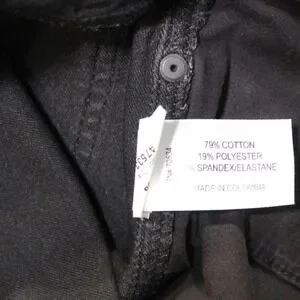 79% COTTON
19% POLYESTER
% SPANDEX/ELASTANE
MADE IN COLOMBIA